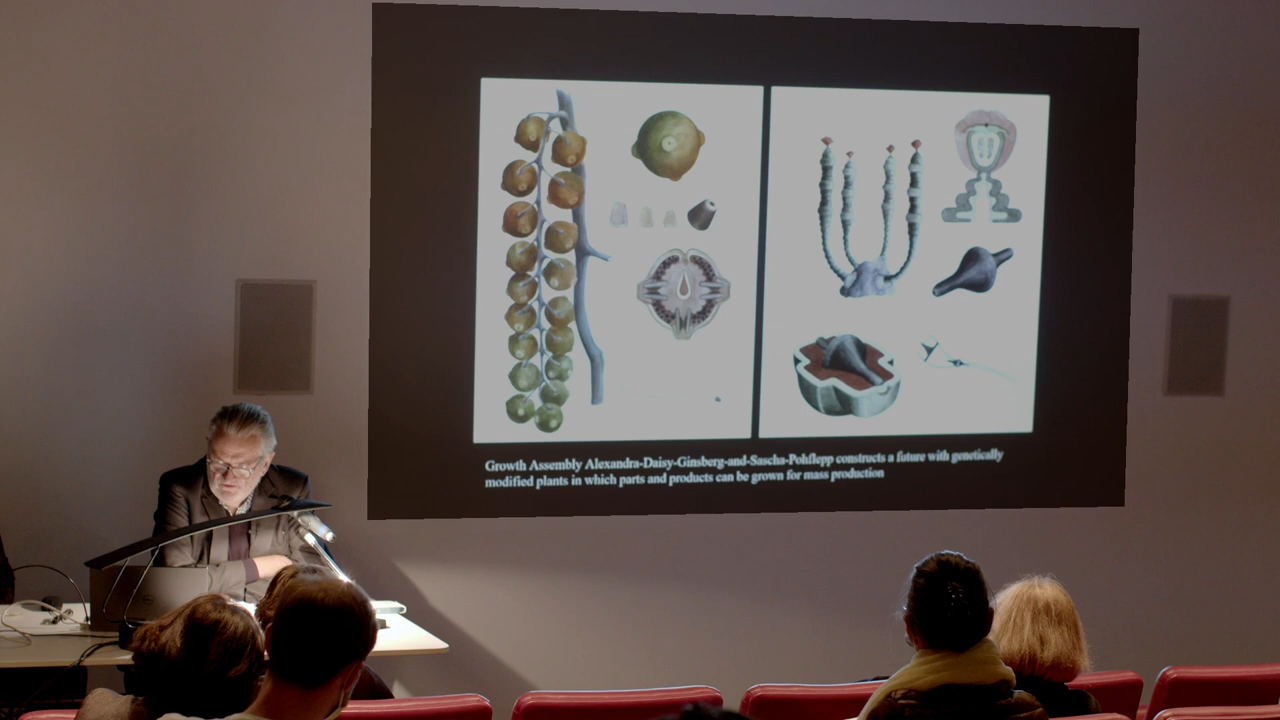 Growth Assembly Alexandra-Daisy-Ginsberg-and-Sascha-Pohflepp constructs a future with genetically
modified plants in which parts and products can be grown for mass production